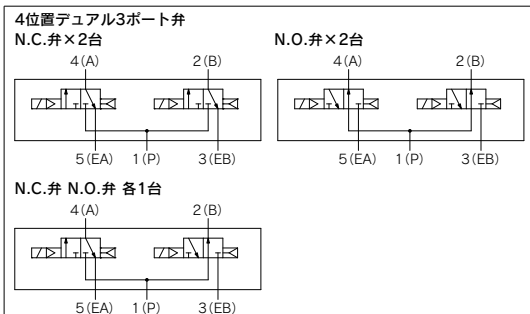 4位置デュアル3ポート弁
N.C.弁×2台
4(A) 2(B)
5(EA) 1(P) 3(EB)
N.O.弁×2台
4(A) 2(B)
5(EA) 1(P) 3(EB)
N.C.弁 N.O.弁 各1台
4(A) 2(B)
5(EA) 1(P) 3(EB)